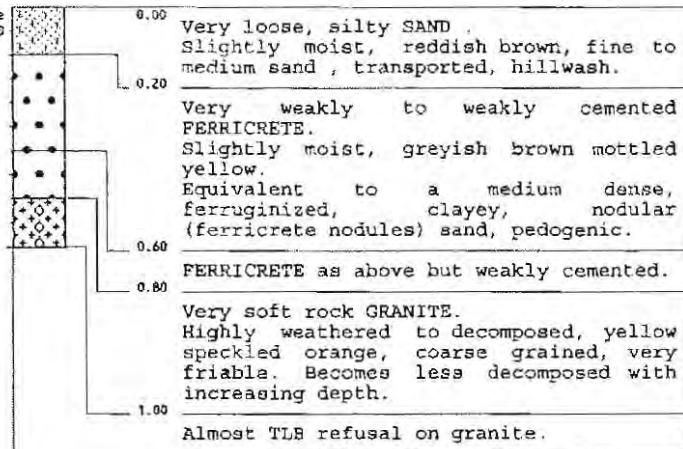 0.00
Very loose, silty SAND .
Slightly moist, reddish brown, fine to
medium sand , transported, hillwash.
0.20
Very weakly to weakly cemented
FERRICRETE.
Slightly moist, greyish brown mottled
yellow.
Equivalent to a medium dense,
ferruginized, clayey, nodular
(ferricrete nodules) sand, pedogenic.
0.60
FERRICRETE as above but weakly cemented.
0.80
Very soft rock GRANITE.
Highly weathered to decomposed, yellow
speckled orange, coarse grained, very
friable. Becomes less decomposed with
increasing depth.
1.00
Almost TLB refusal on granite.